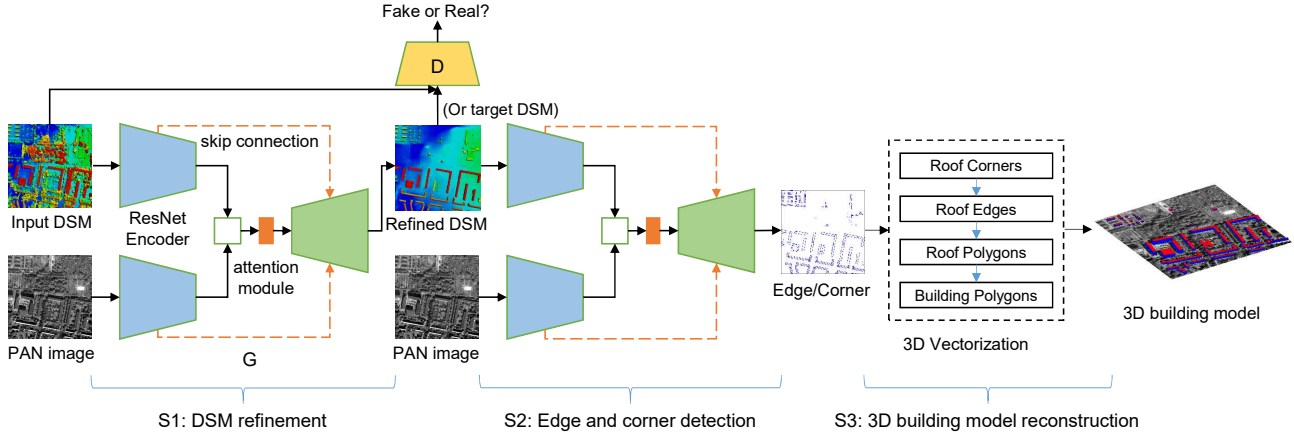 Fake or Real?
D
(Or target DSM)
skip connection
Input DSM
ResNet
Encoder
Refined DSM
attention
module
PAN image
G
PAN image
Edge/Corner
Roof Corners
Roof Edges
Roof Polygons
Building Polygons
3D Vectorization
3D building model
S1: DSM refinement
S2: Edge and corner detection
S3: 3D building model reconstruction